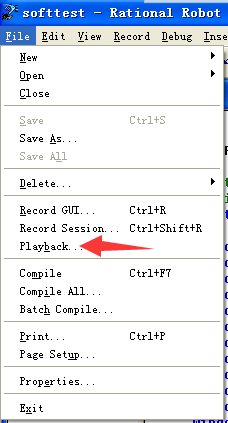 softtest - Rational Robot
File Edit View Record Debug Inse
New
Open
Close
Save Ctrl+S
Save As...
Save All
Delete...
Record GUI... Ctrl+R
Record Session... Ctrl+Shift+R
Playback...
Compile Ctrl+F7
Compile All...
Batch Compile...
Print... Ctrl+P
Page Setup...
Properties...
Exit